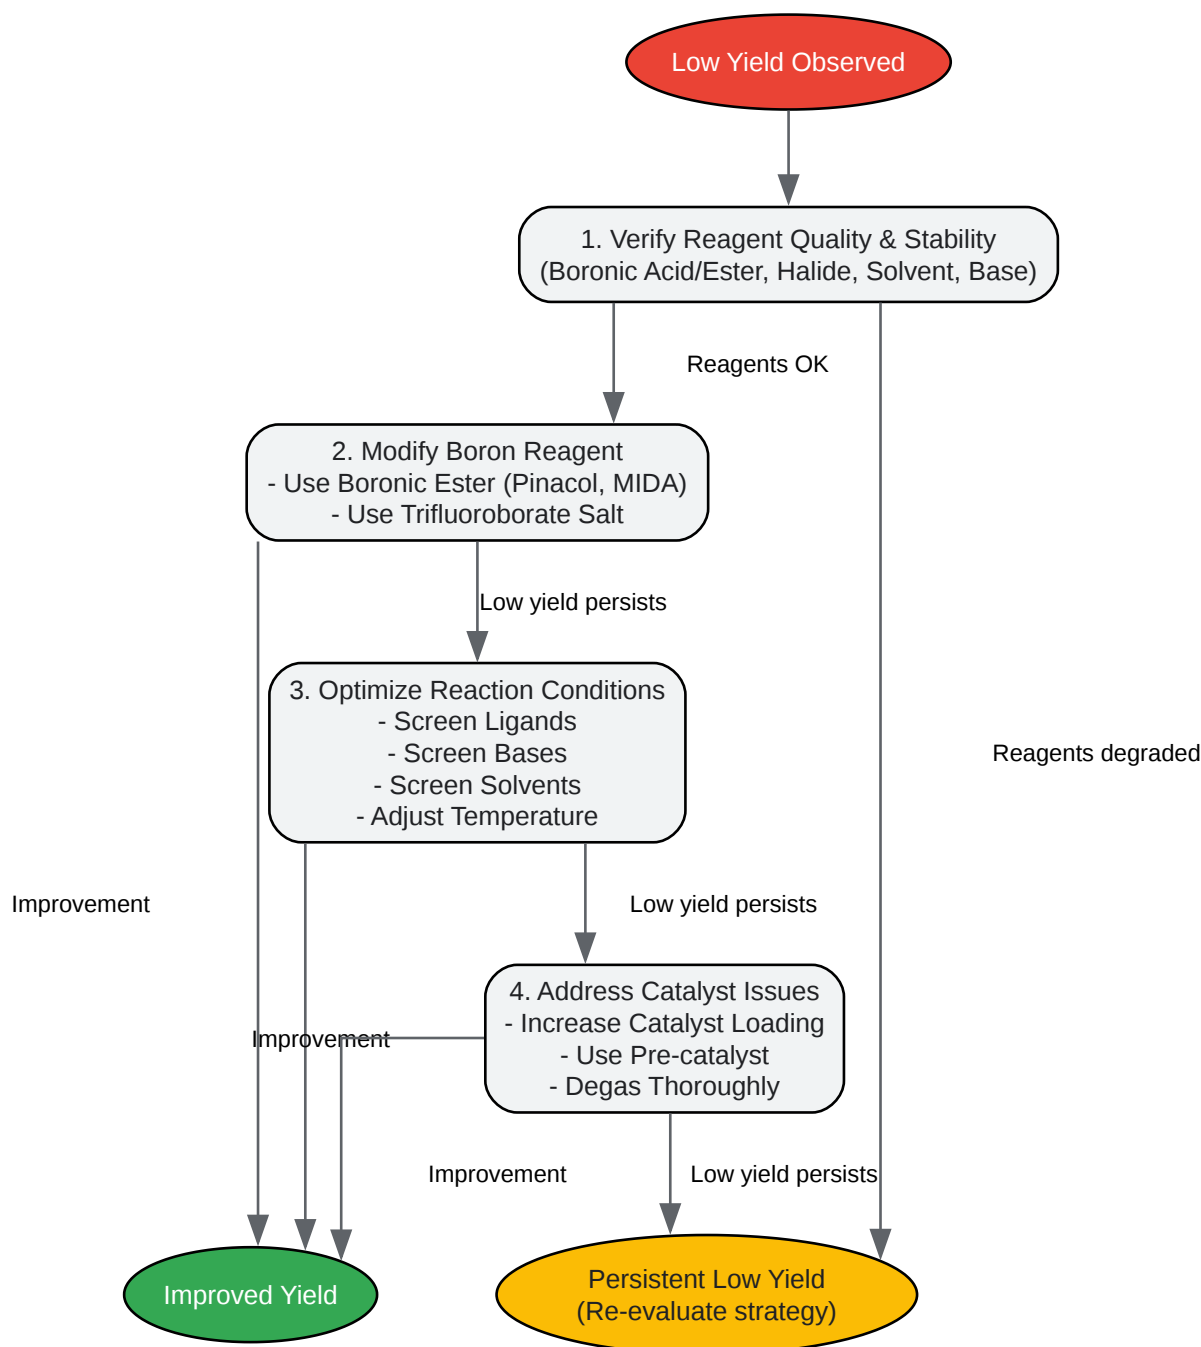 Low Yield Observed
1. Verify Reagent Quality & Stability
(Boronic Acid/Ester, Halide, Solvent, Base)
Reagents OK
2. Modify Boron Reagent
- Use Boronic Ester (Pinacol, MIDA)
- Use Trifluoroborate Salt
Low yield persists
3. Optimize Reaction Conditions
- Screen Ligands
- Screen Bases
- Screen Solvents
- Adjust Temperature
Reagents degraded
Improvement
Low yield persists
4. Address Catalyst Issues
- Increase Catalyst Loading
- Use Pre-catalyst
- Degas Thoroughly
Improvement
Improvement
Low yield persists
Improved Yield
Persistent Low Yield
(Re-evaluate strategy)